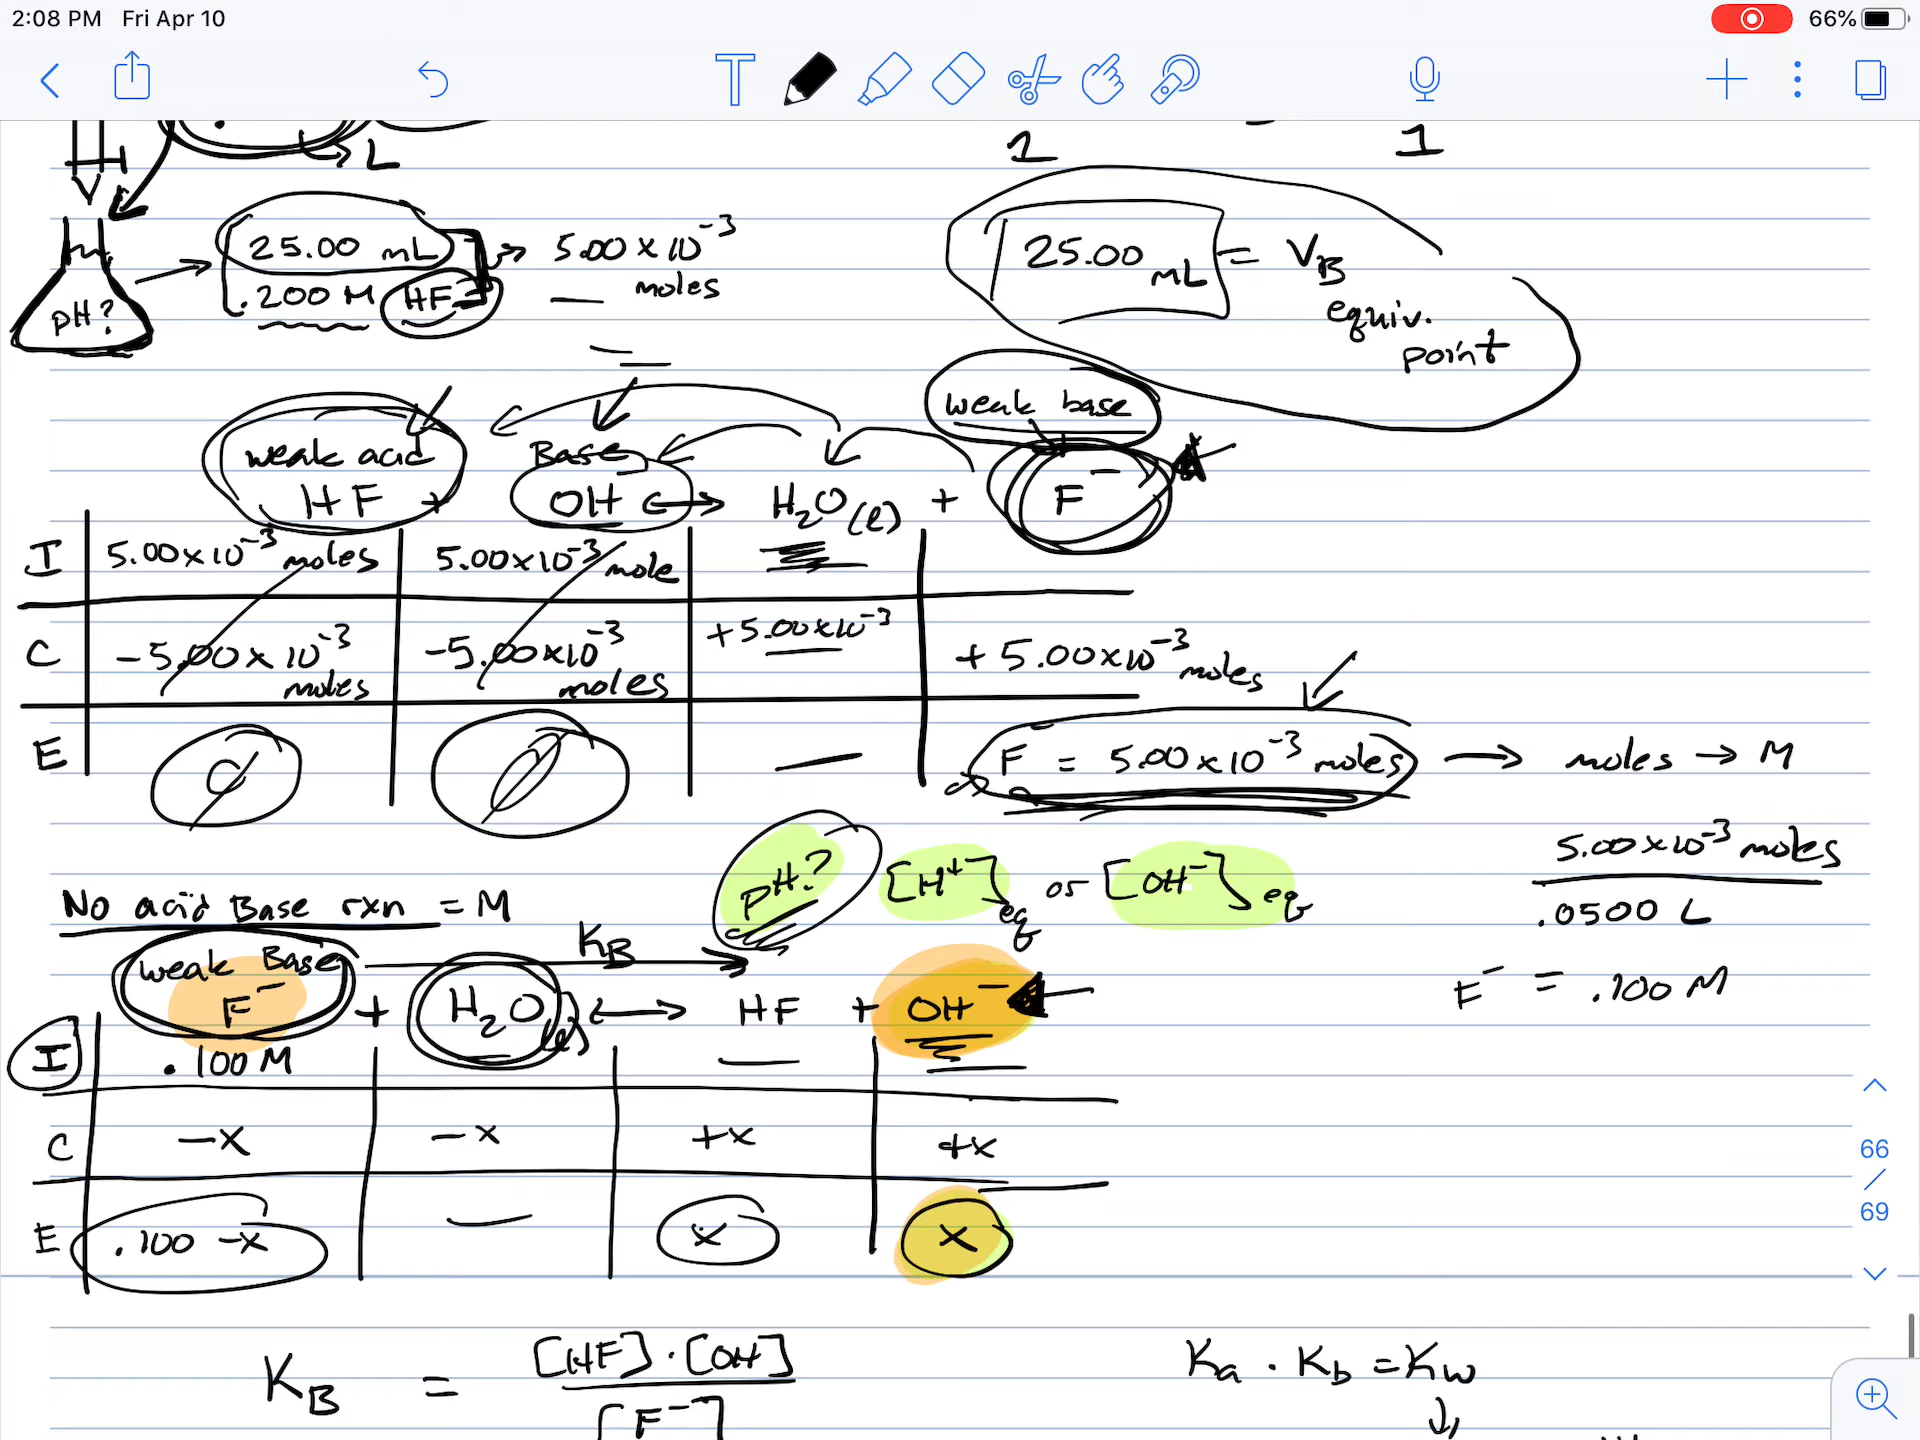 2:08 PM Fri Apr 10
66%
T
L
1
1
25.00 mL
.200 M HF
5.00 x 10⁻³
moles
25.00 mL = VB
equiv.
point
pH?
weak acid
Base
weak base
HF + OH ⟷ H₂O(l) + F⁻
I 5.00x10⁻³ moles 5.00x10⁻³ mole
C -5.00 x 10⁻³ moles -5.00x10⁻³ moles +5.00x10⁻³ + 5.00x10⁻³ moles
E F⁻ = 5.00x10⁻³ moles → moles → M
5.00x10⁻³ moles
.0500 L
F⁻ = .100 M
No acid Base rxn = M
pH? [H⁺]eq or [OH⁻]eq
weak Base
KB
F⁻ + H₂O(l) ⟷ HF + OH⁻
I .100 M
C -x -x +x +x
E .100 -x x x
66
/
69
KB = [HF]·[OH]
[F⁻]
Ka . Kb = Kw